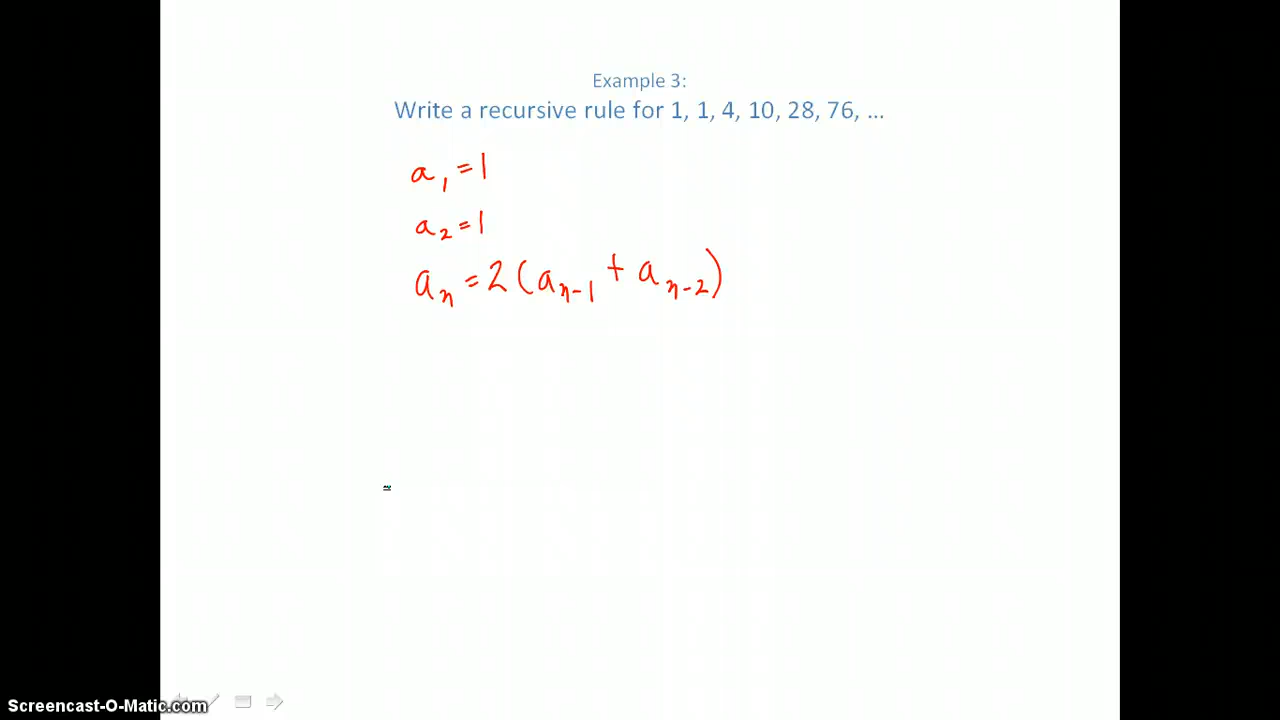 Example 3:
Write a recursive rule for 1, 1, 4, 10, 28, 76, ...
a₁ = 1
a₂ = 1
aₙ = 2(aₙ₋₁ + aₙ₋₂)
Screencast-O-Matic.com